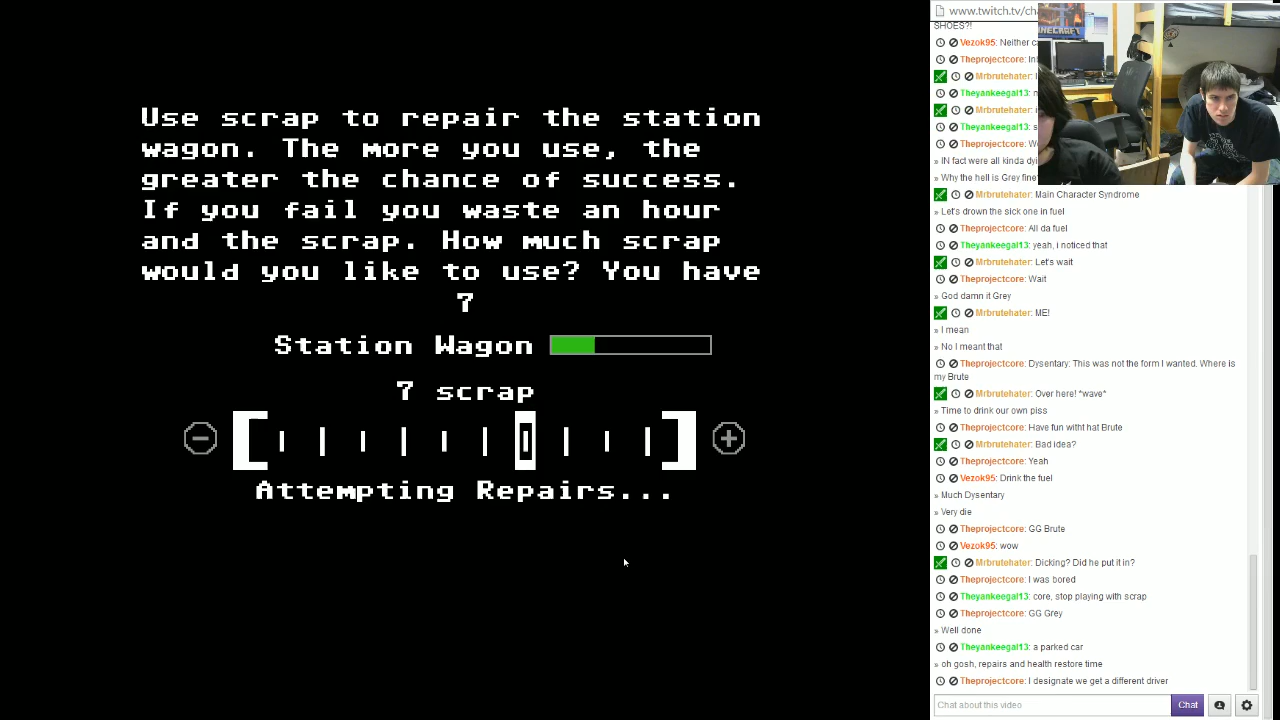 Use scrap to repair the station
wagon. The more you use, the
greater the chance of success.
If you fail you waste an hour
and the scrap. How much scrap
would you like to use? You have
7
Station Wagon
7 scrap
Attempting Repairs...
www.twitch.tv/ch
SHOES?!
Vezok95: Neither
Theprojectcore:
Mrbrutehater:
Theyankeegal13:
Mrbrutehater:
Theyankeegal13:
Theprojectcore:
» IN fact were all kinda
» Why the hell is Grey
Mrbrutehater: Main Character Syndrome
» Let's drown the sick one in fuel
Theprojectcore: All da fuel
Theyankeegal13: yeah, i noticed that
Mrbrutehater: Let's wait
Theprojectcore: Wait
» God damn it Grey
Mrbrutehater: ME!
» I mean
» No I meant that
Theprojectcore: Dysentary: This was not the form I wanted. Where is
my Brute
Mrbrutehater: Over here! *wave*
» Time to drink our own piss
Theprojectcore: Have fun witht hat Brute
Mrbrutehater: Bad idea?
Theprojectcore: Yeah
Vezok95: Drink the fuel
» Much Dysentary
» Very die
Theprojectcore: GG Brute
Vezok95: wow
Mrbrutehater: Dicking? Did he put it in?
Theprojectcore: I was bored
Theyankeegal13: core, stop playing with scrap
Theprojectcore: GG Grey
» Well done
Theyankeegal13: a parked car
» oh gosh, repairs and health restore time
Theprojectcore: I designate we get a different driver
Chat about this video
Chat
MINECRAFT